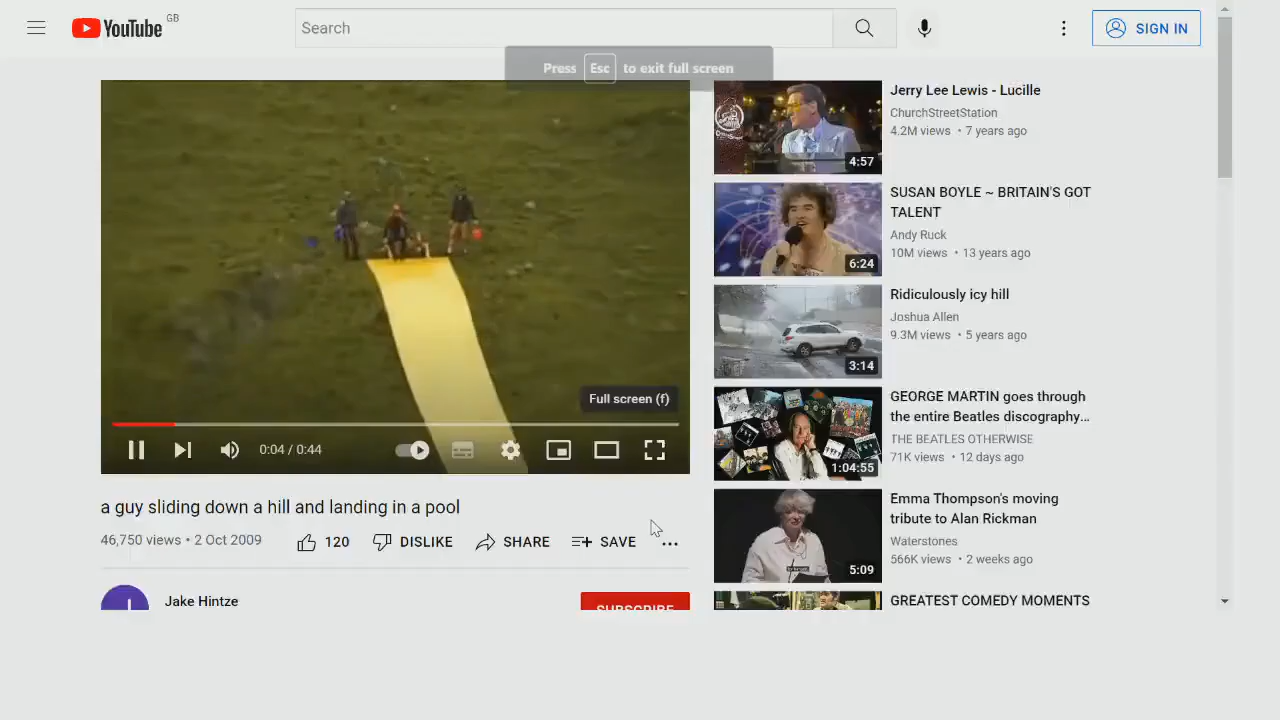 YouTube GB
Search
SIGN IN
Press Esc to exit full screen
Full screen (f)
0:04 / 0:44
a guy sliding down a hill and landing in a pool
46,750 views • 2 Oct 2009
120
DISLIKE
SHARE
SAVE
Jake Hintze
SUBSCRIBE
4:57
Jerry Lee Lewis - Lucille
ChurchStreetStation
4.2M views • 7 years ago
6:24
SUSAN BOYLE ~ BRITAIN'S GOT
TALENT
Andy Ruck
10M views • 13 years ago
3:14
Ridiculously icy hill
Joshua Allen
9.3M views • 5 years ago
1:04:55
GEORGE MARTIN goes through
the entire Beatles discography...
THE BEATLES OTHERWISE
71K views • 12 days ago
5:09
Emma Thompson's moving
tribute to Alan Rickman
Waterstones
566K views • 2 weeks ago
GREATEST COMEDY MOMENTS